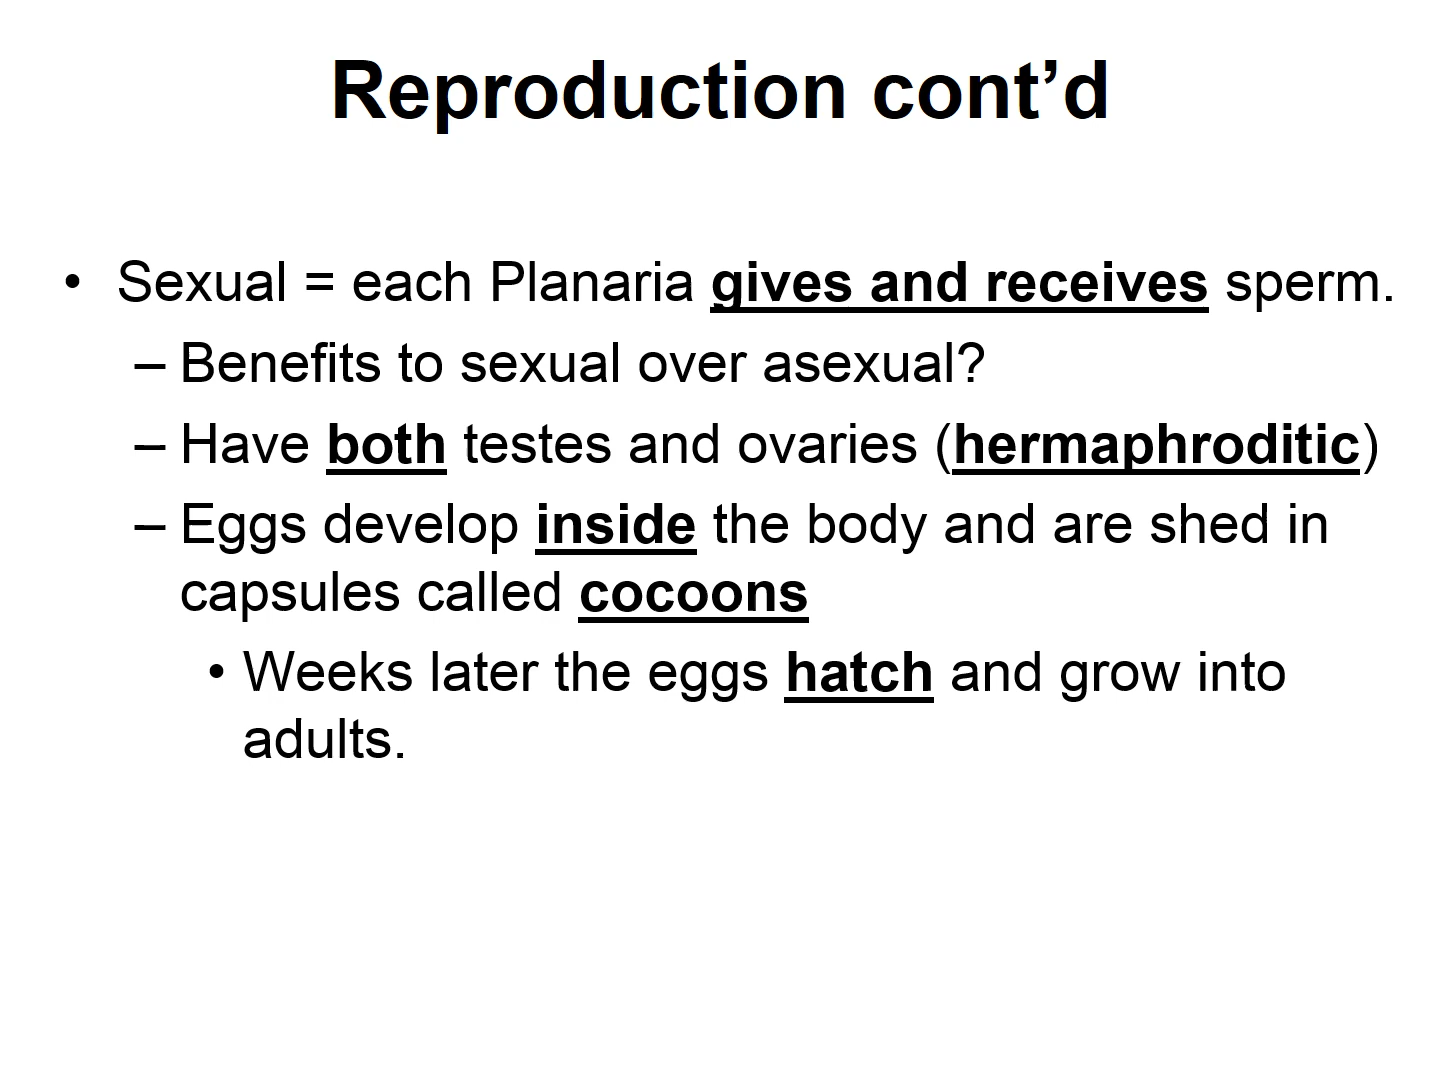 Reproduction cont’d
• Sexual = each Planaria gives and receives sperm.
– Benefits to sexual over asexual?
– Have both testes and ovaries (hermaphroditic)
– Eggs develop inside the body and are shed in
capsules called cocoons
• Weeks later the eggs hatch and grow into
adults.